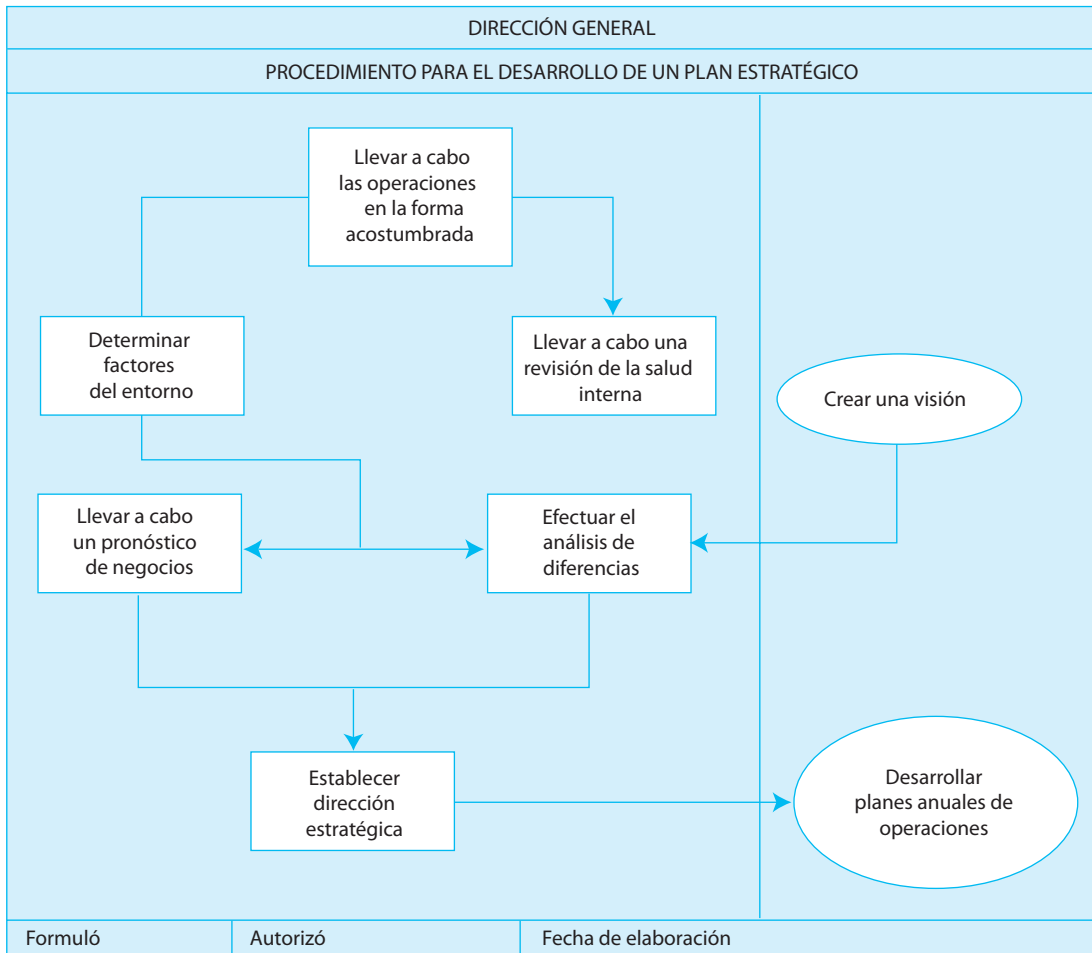 DIRECCIÓN GENERAL
PROCEDIMIENTO PARA EL DESARROLLO DE UN PLAN ESTRATÉGICO
Llevar a cabo
las operaciones
en la forma
acostumbrada
Determinar
factores
del entorno
Llevar a cabo una
revisión de la salud
interna
Crear una visión
Llevar a cabo
un pronóstico
de negocios
Efectuar el
análisis de
diferencias
Establecer
dirección
estratégica
Desarrollar
planes anuales de
operaciones
Formuló
Autorizó
Fecha de elaboración